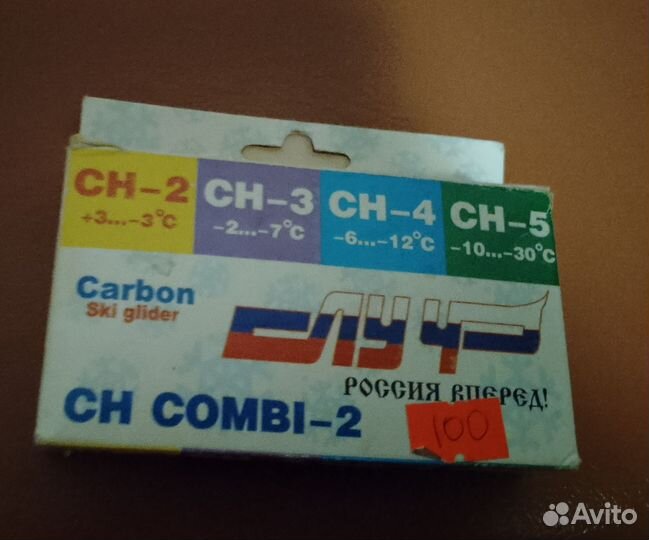 CH-2 CH-3 CH-4 CH-5
+3...-3°C -2...-7°C -6...-12°C -10...-30°C
Carbon
Ski glider
ЛУЧ
РОССИЯ ВПЕРЕД!
CH COMBI-2
100
Avito